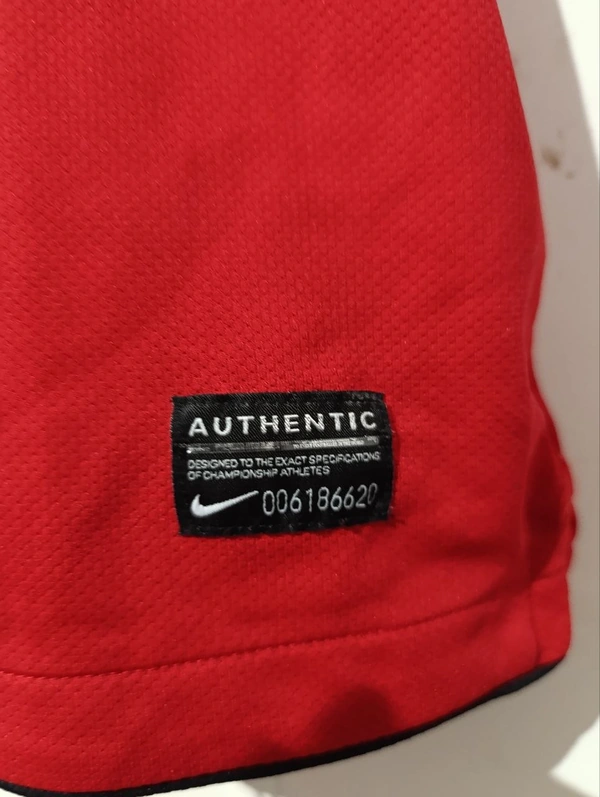 AUTHENTIC
DESIGNED TO THE EXACT SPECIFICATIONS
OF CHAMPIONSHIP ATHLETES
006186620